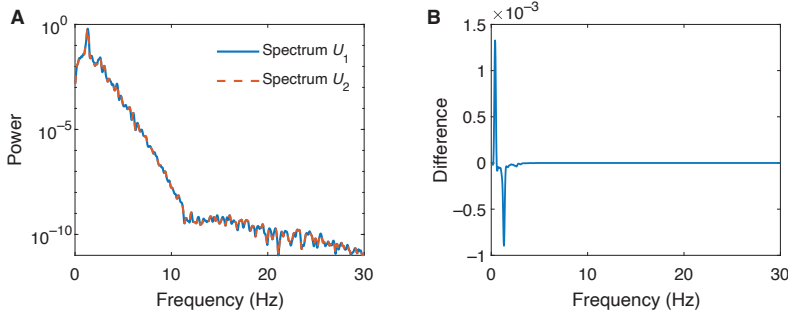 A
10^0
10^-5
10^-10
Power
0
10
20
30
Frequency (Hz)
Spectrum U_1
Spectrum U_2
B
×10^-3
1.5
1
0.5
0
−0.5
−1
Difference
0
10
20
30
Frequency (Hz)